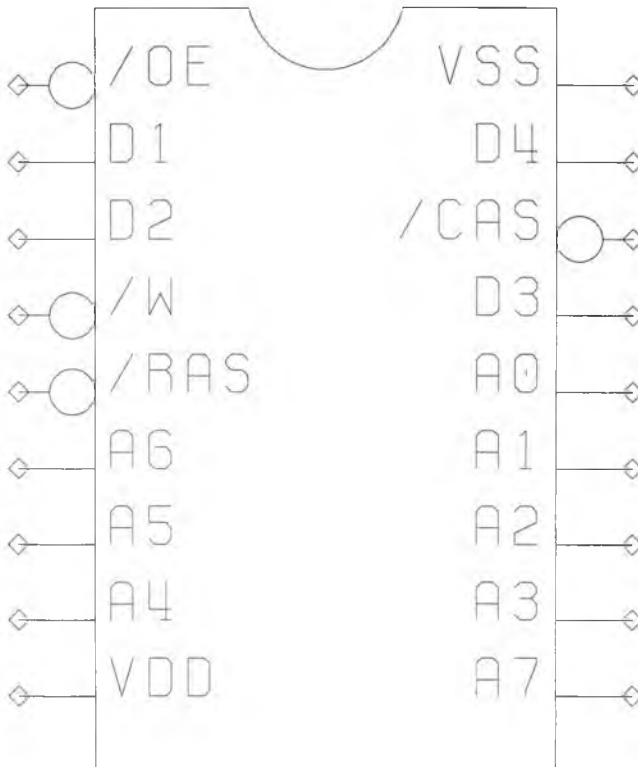 /OE VSS
D1 D4
D2 /CAS
/W D3
/RAS A0
A6 A1
A5 A2
A4 A3
VDD A7